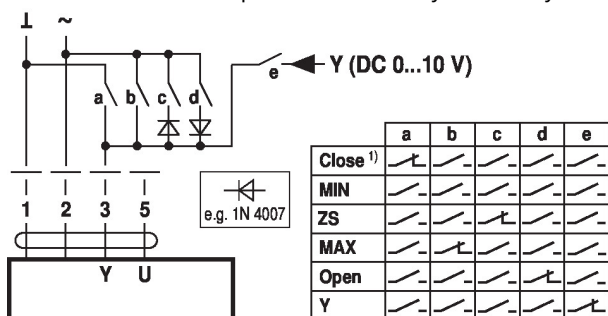 ⊥ ~
a b c d e
Y (DC 0...10 V)
1 2 3 5
e.g. 1N 4007
Y U
a b c d e
Close 1)
MIN
ZS
MAX
Open
Y